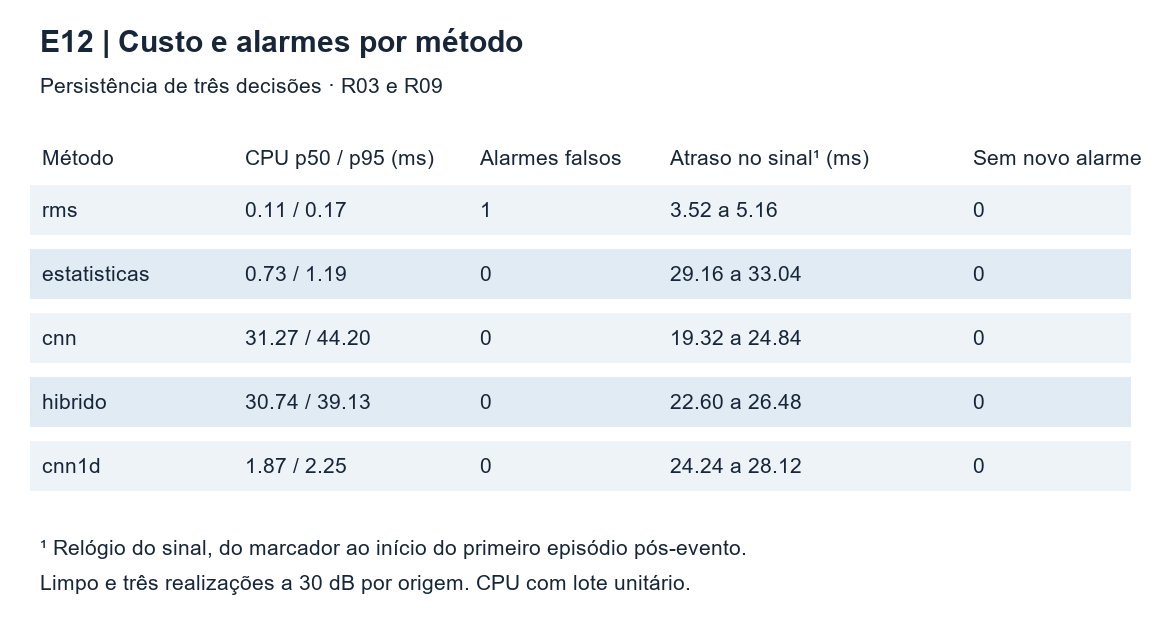 E12 | Custo e alarmes por método
Persistência de três decisões · R03 e R09
Método CPU p50 / p95 (ms) Alarmes falsos Atraso no sinal¹ (ms) Sem novo alarme
rms 0.11 / 0.17 1 3.52 a 5.16 0
estatisticas 0.73 / 1.19 0 29.16 a 33.04 0
cnn 31.27 / 44.20 0 19.32 a 24.84 0
hibrido 30.74 / 39.13 0 22.60 a 26.48 0
cnn1d 1.87 / 2.25 0 24.24 a 28.12 0
¹ Relógio do sinal, do marcador ao início do primeiro episódio pós-evento.
Limpo e três realizações a 30 dB por origem. CPU com lote unitário.